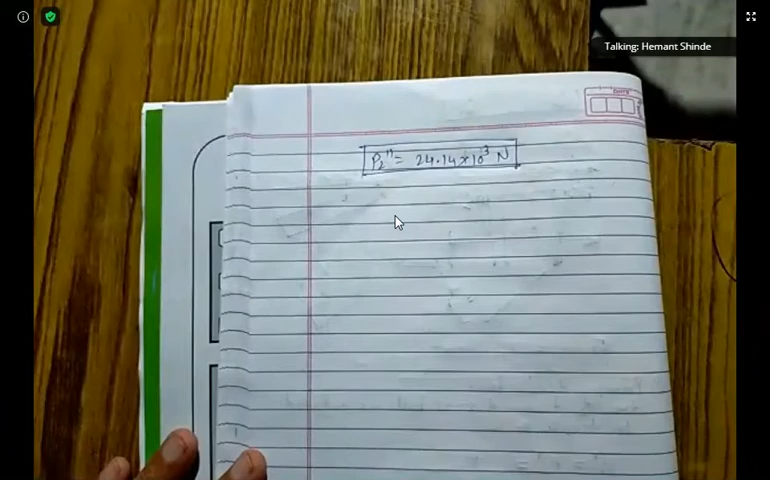 Talking: Hemant Shinde
P₂" = 24.14×10³ N